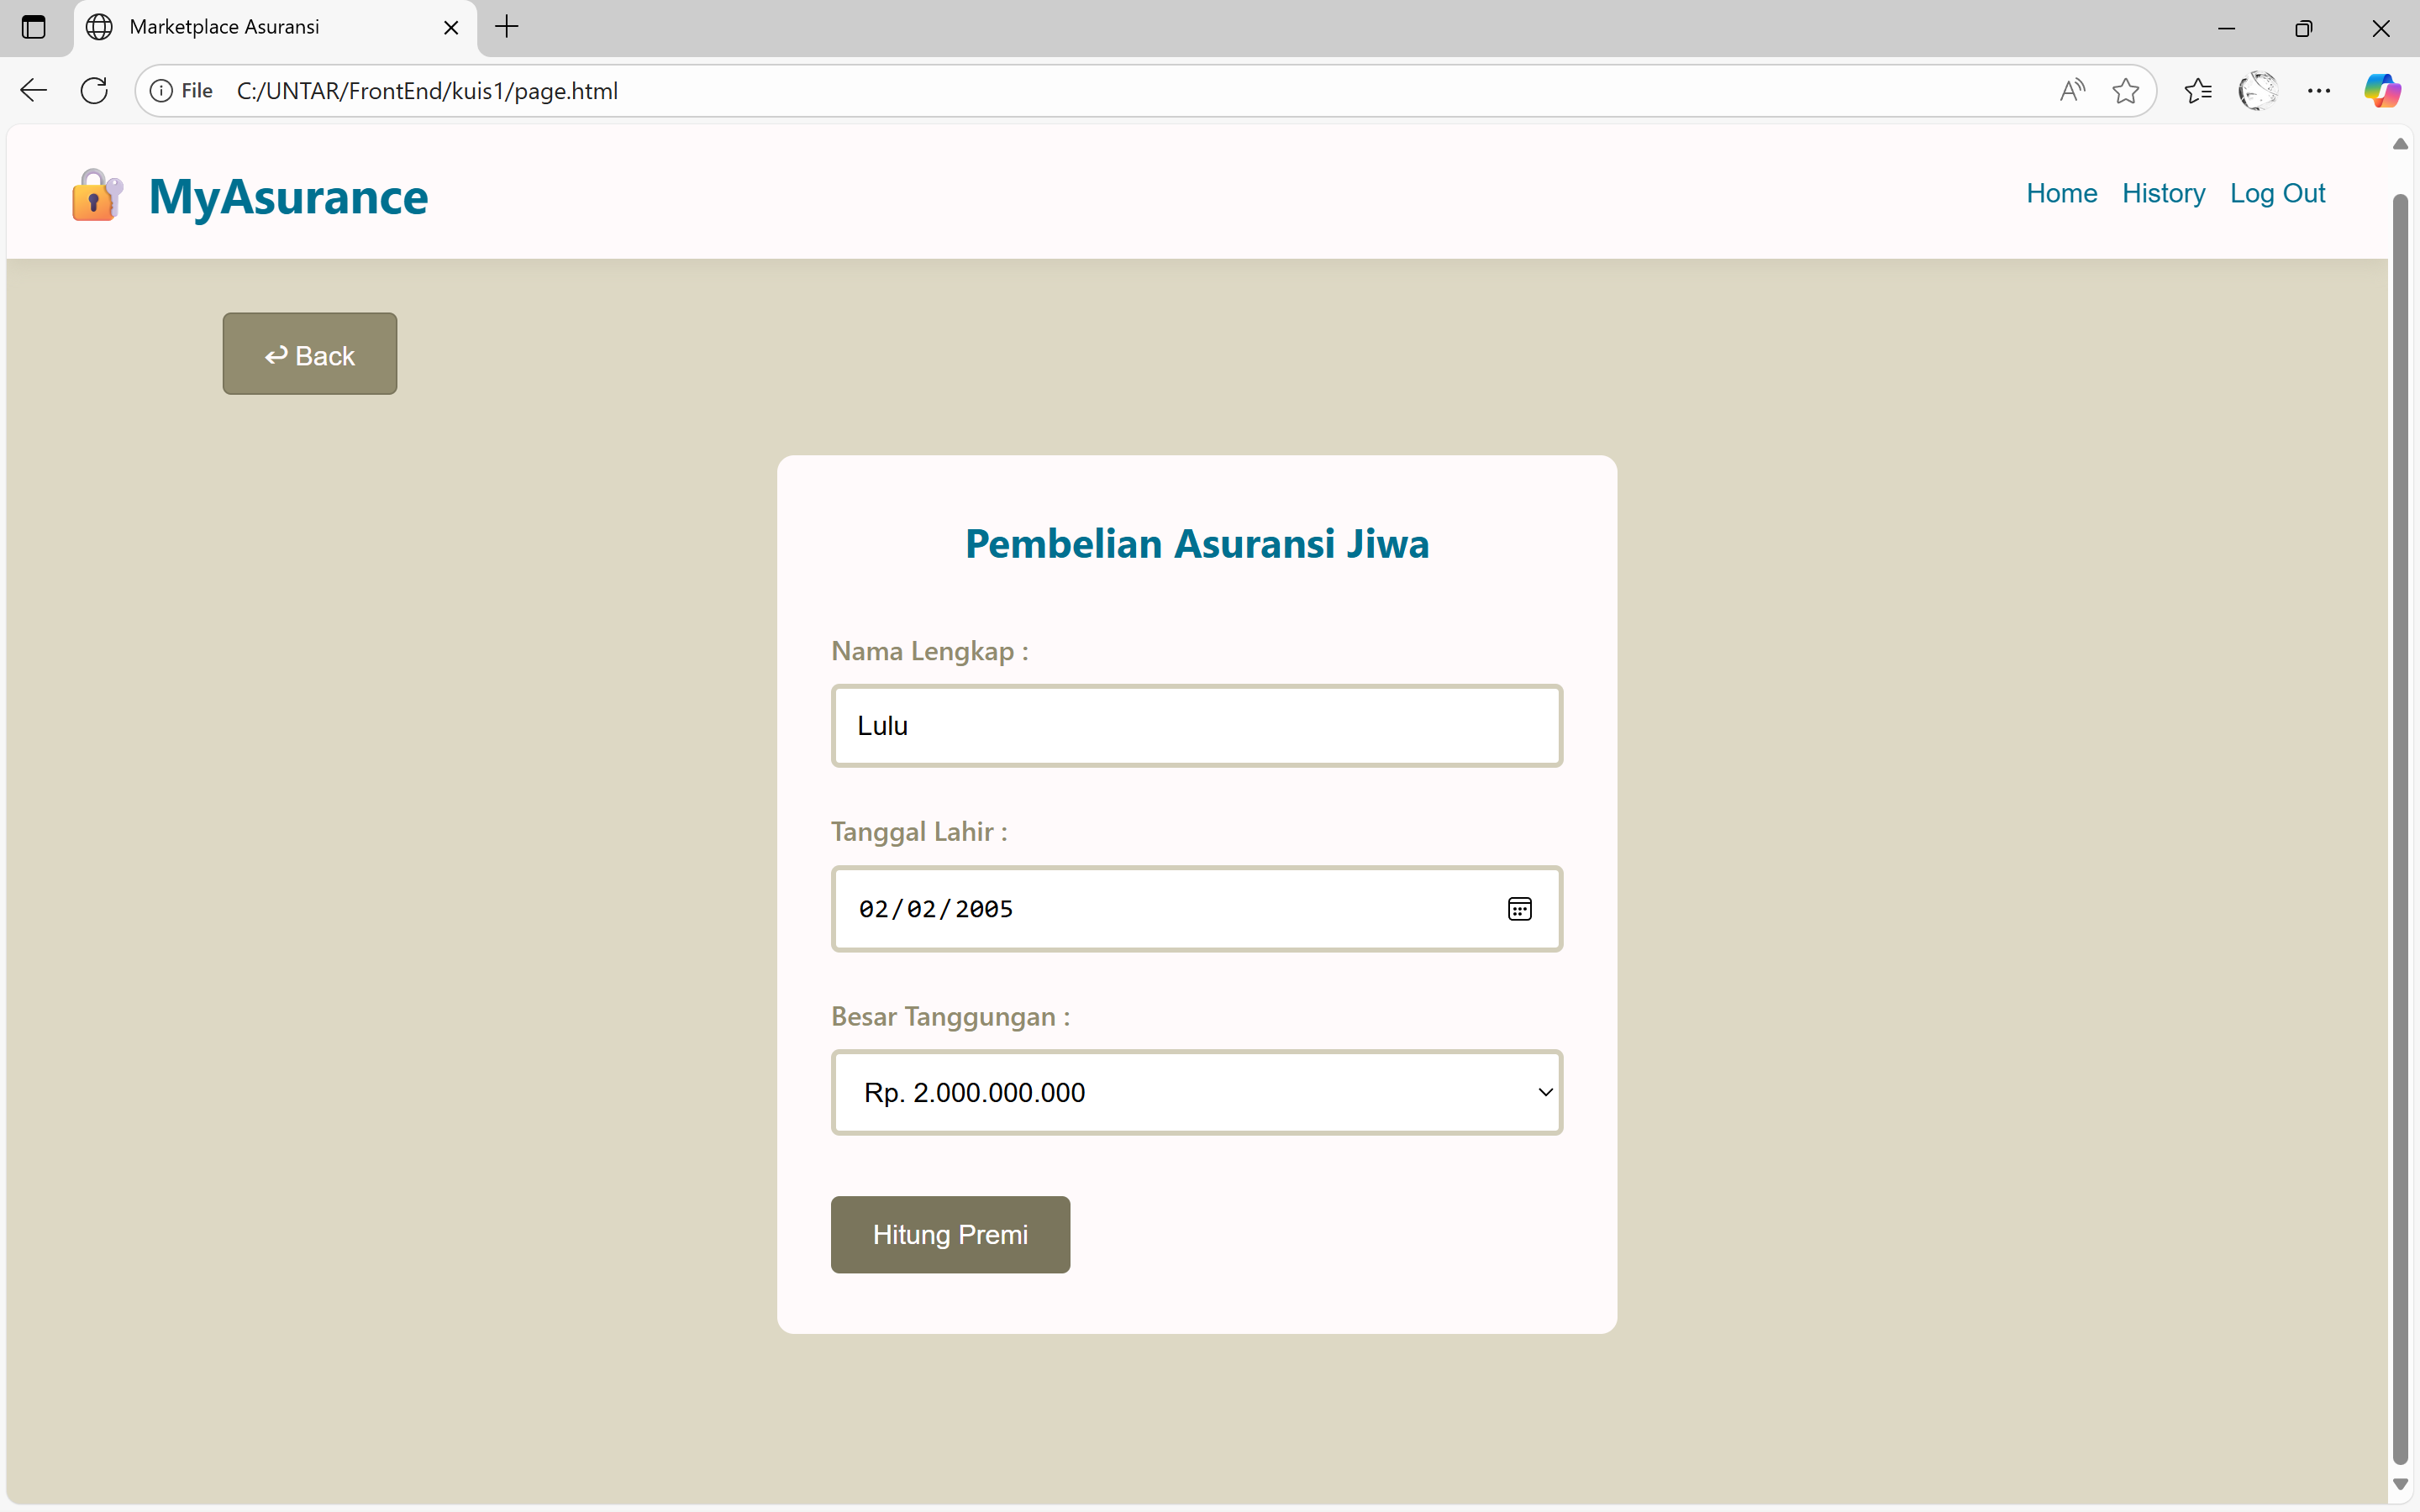 Marketplace Asuransi
File C:/UNTAR/FrontEnd/kuis1/page.html
MyAsurance
Home History Log Out
↩ Back
Pembelian Asuransi Jiwa
Nama Lengkap :
Lulu
Tanggal Lahir :
02/02/2005
Besar Tanggungan :
Rp. 2.000.000.000
Hitung Premi